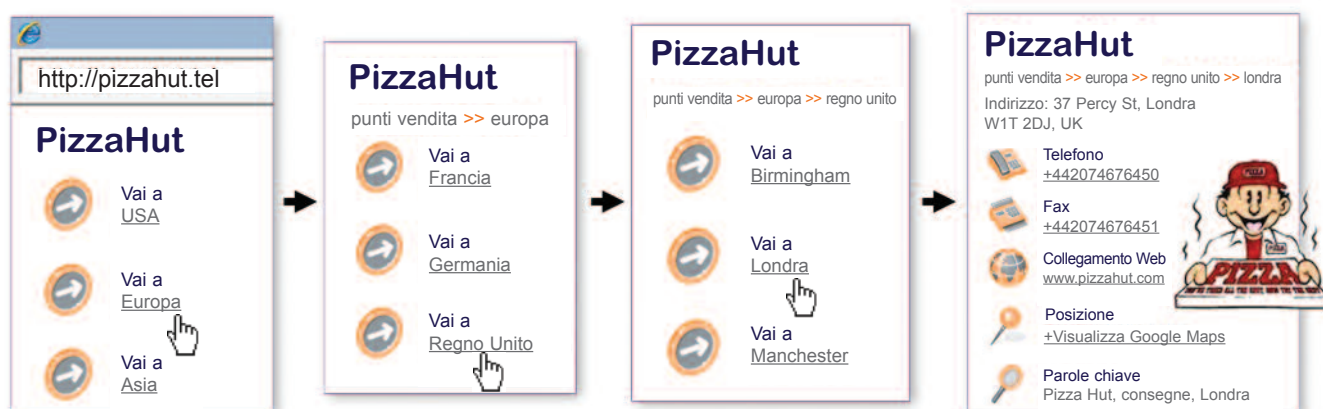 http://pizzahut.tel
PizzaHut
Vai a
USA
Vai a
Europa
Vai a
Asia
PizzaHut
punti vendita >> europa
Vai a
Francia
Vai a
Germania
Vai a
Regno Unito
PizzaHut
punti vendita >> europa >> regno unito
Vai a
Birmingham
Vai a
Londra
Vai a
Manchester
PizzaHut
punti vendita >> europa >> regno unito >> londra
Indirizzo: 37 Percy St, Londra
W1T 2DJ, UK
Telefono
+442074676450
Fax
+442074676451
Collegamento Web
www.pizzahut.com
Posizione
+Visualizza Google Maps
Parole chiave
Pizza Hut, consegne, Londra
PIZZA
PIZZA